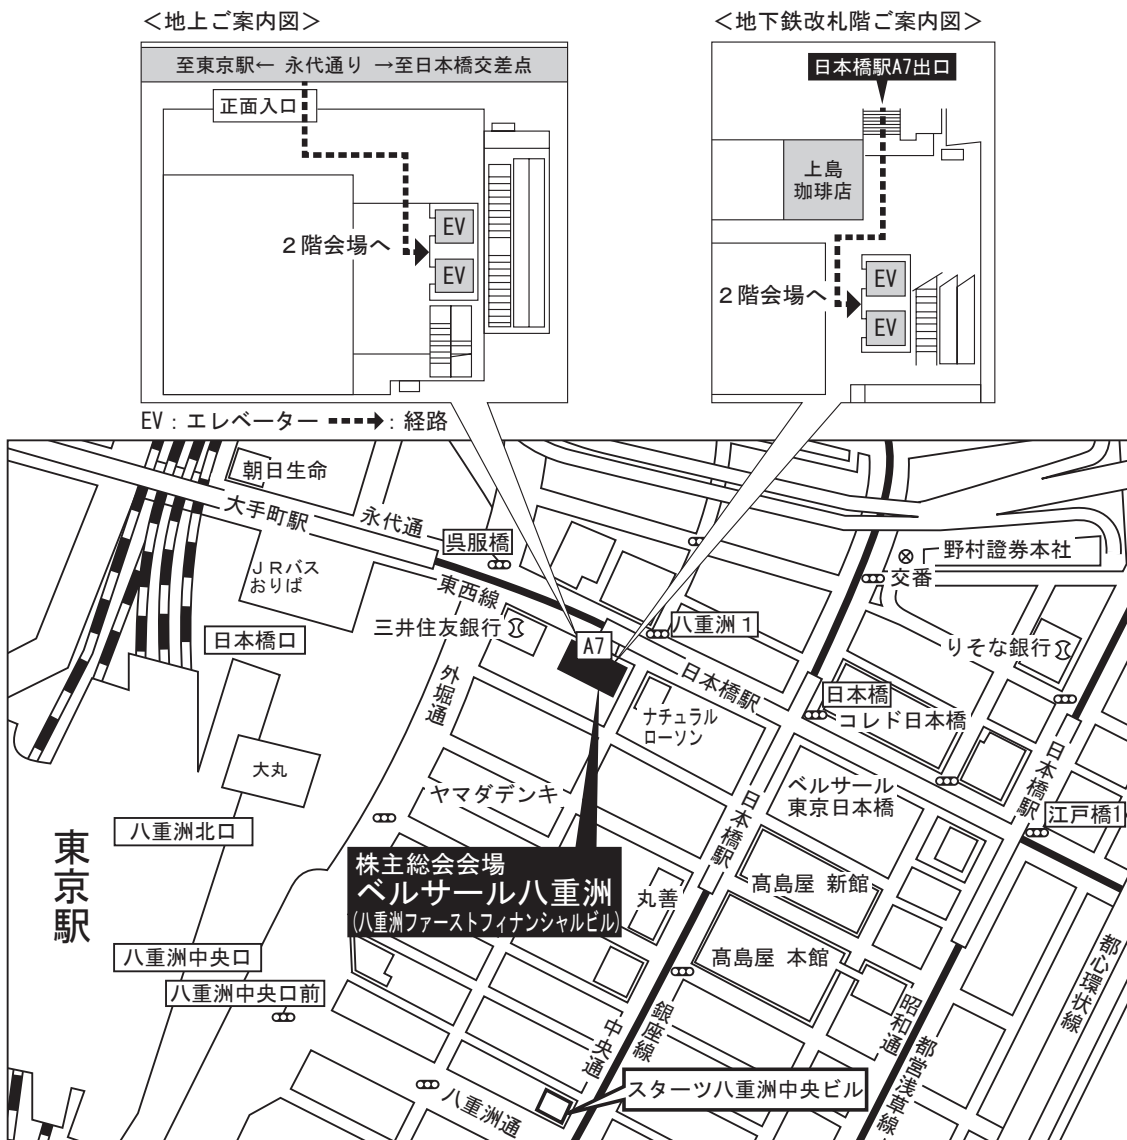 ＜地上ご案内図＞
＜地下鉄改札階ご案内図＞
至東京駅← 永代通り →至日本橋交差点
正面入口
EV
２階会場へ
EV
日本橋駅A7出口
上島
珈琲店
EV
２階会場へ
EV
EV：エレベーター ：経路
朝日生命
大手町駅
永代通
呉服橋
ＪＲバス
おりば
東西線
三井住友銀行
A7
八重洲１
野村證券本社
交番
りそな銀行
日本橋口
外堀通
日本橋駅
日本橋
コレド日本橋
ナチュラル
ローソン
大丸
ヤマダデンキ
日本橋駅
ベルサール
東京日本橋
日本橋駅
江戸橋1
八重洲北口
東京駅
株主総会会場
ベルサール八重洲
(八重洲ファーストフィナンシャルビル)
丸善
髙島屋 新館
髙島屋 本館
八重洲中央口
八重洲中央口前
中央通
銀座線
昭和通
都営浅草線
都心環状線
八重洲通
スターツ八重洲中央ビル